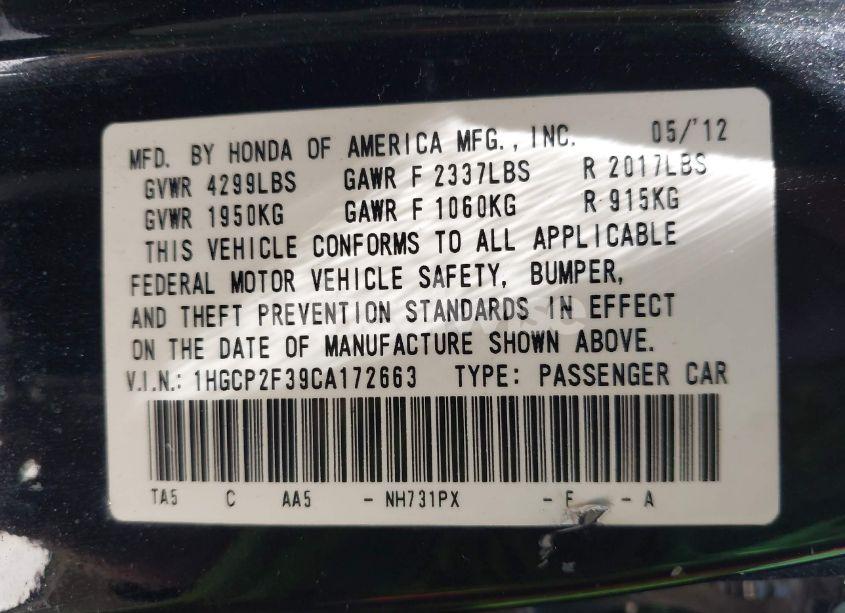 MFD. BY HONDA OF AMERICA MFG., INC. 05/'12
GVWR 4299LBS GAWR F 2337LBS R 2017LBS
GVWR 1950KG GAWR F 1060KG R 915KG
THIS VEHICLE CONFORMS TO ALL APPLICABLE
FEDERAL MOTOR VEHICLE SAFETY, BUMPER,
AND THEFT PREVENTION STANDARDS IN EFFECT
ON THE DATE OF MANUFACTURE SHOWN ABOVE.
V.I.N.: 1HGCP2F39CA172663 TYPE: PASSENGER CAR
TA5 C AA5 - NH731PX - - A